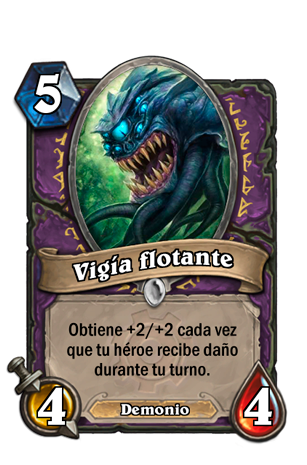 5
Vigía flotante
Obtiene +2/+2 cada vez
que tu héroe recibe daño
durante tu turno.
4
Demonio
4